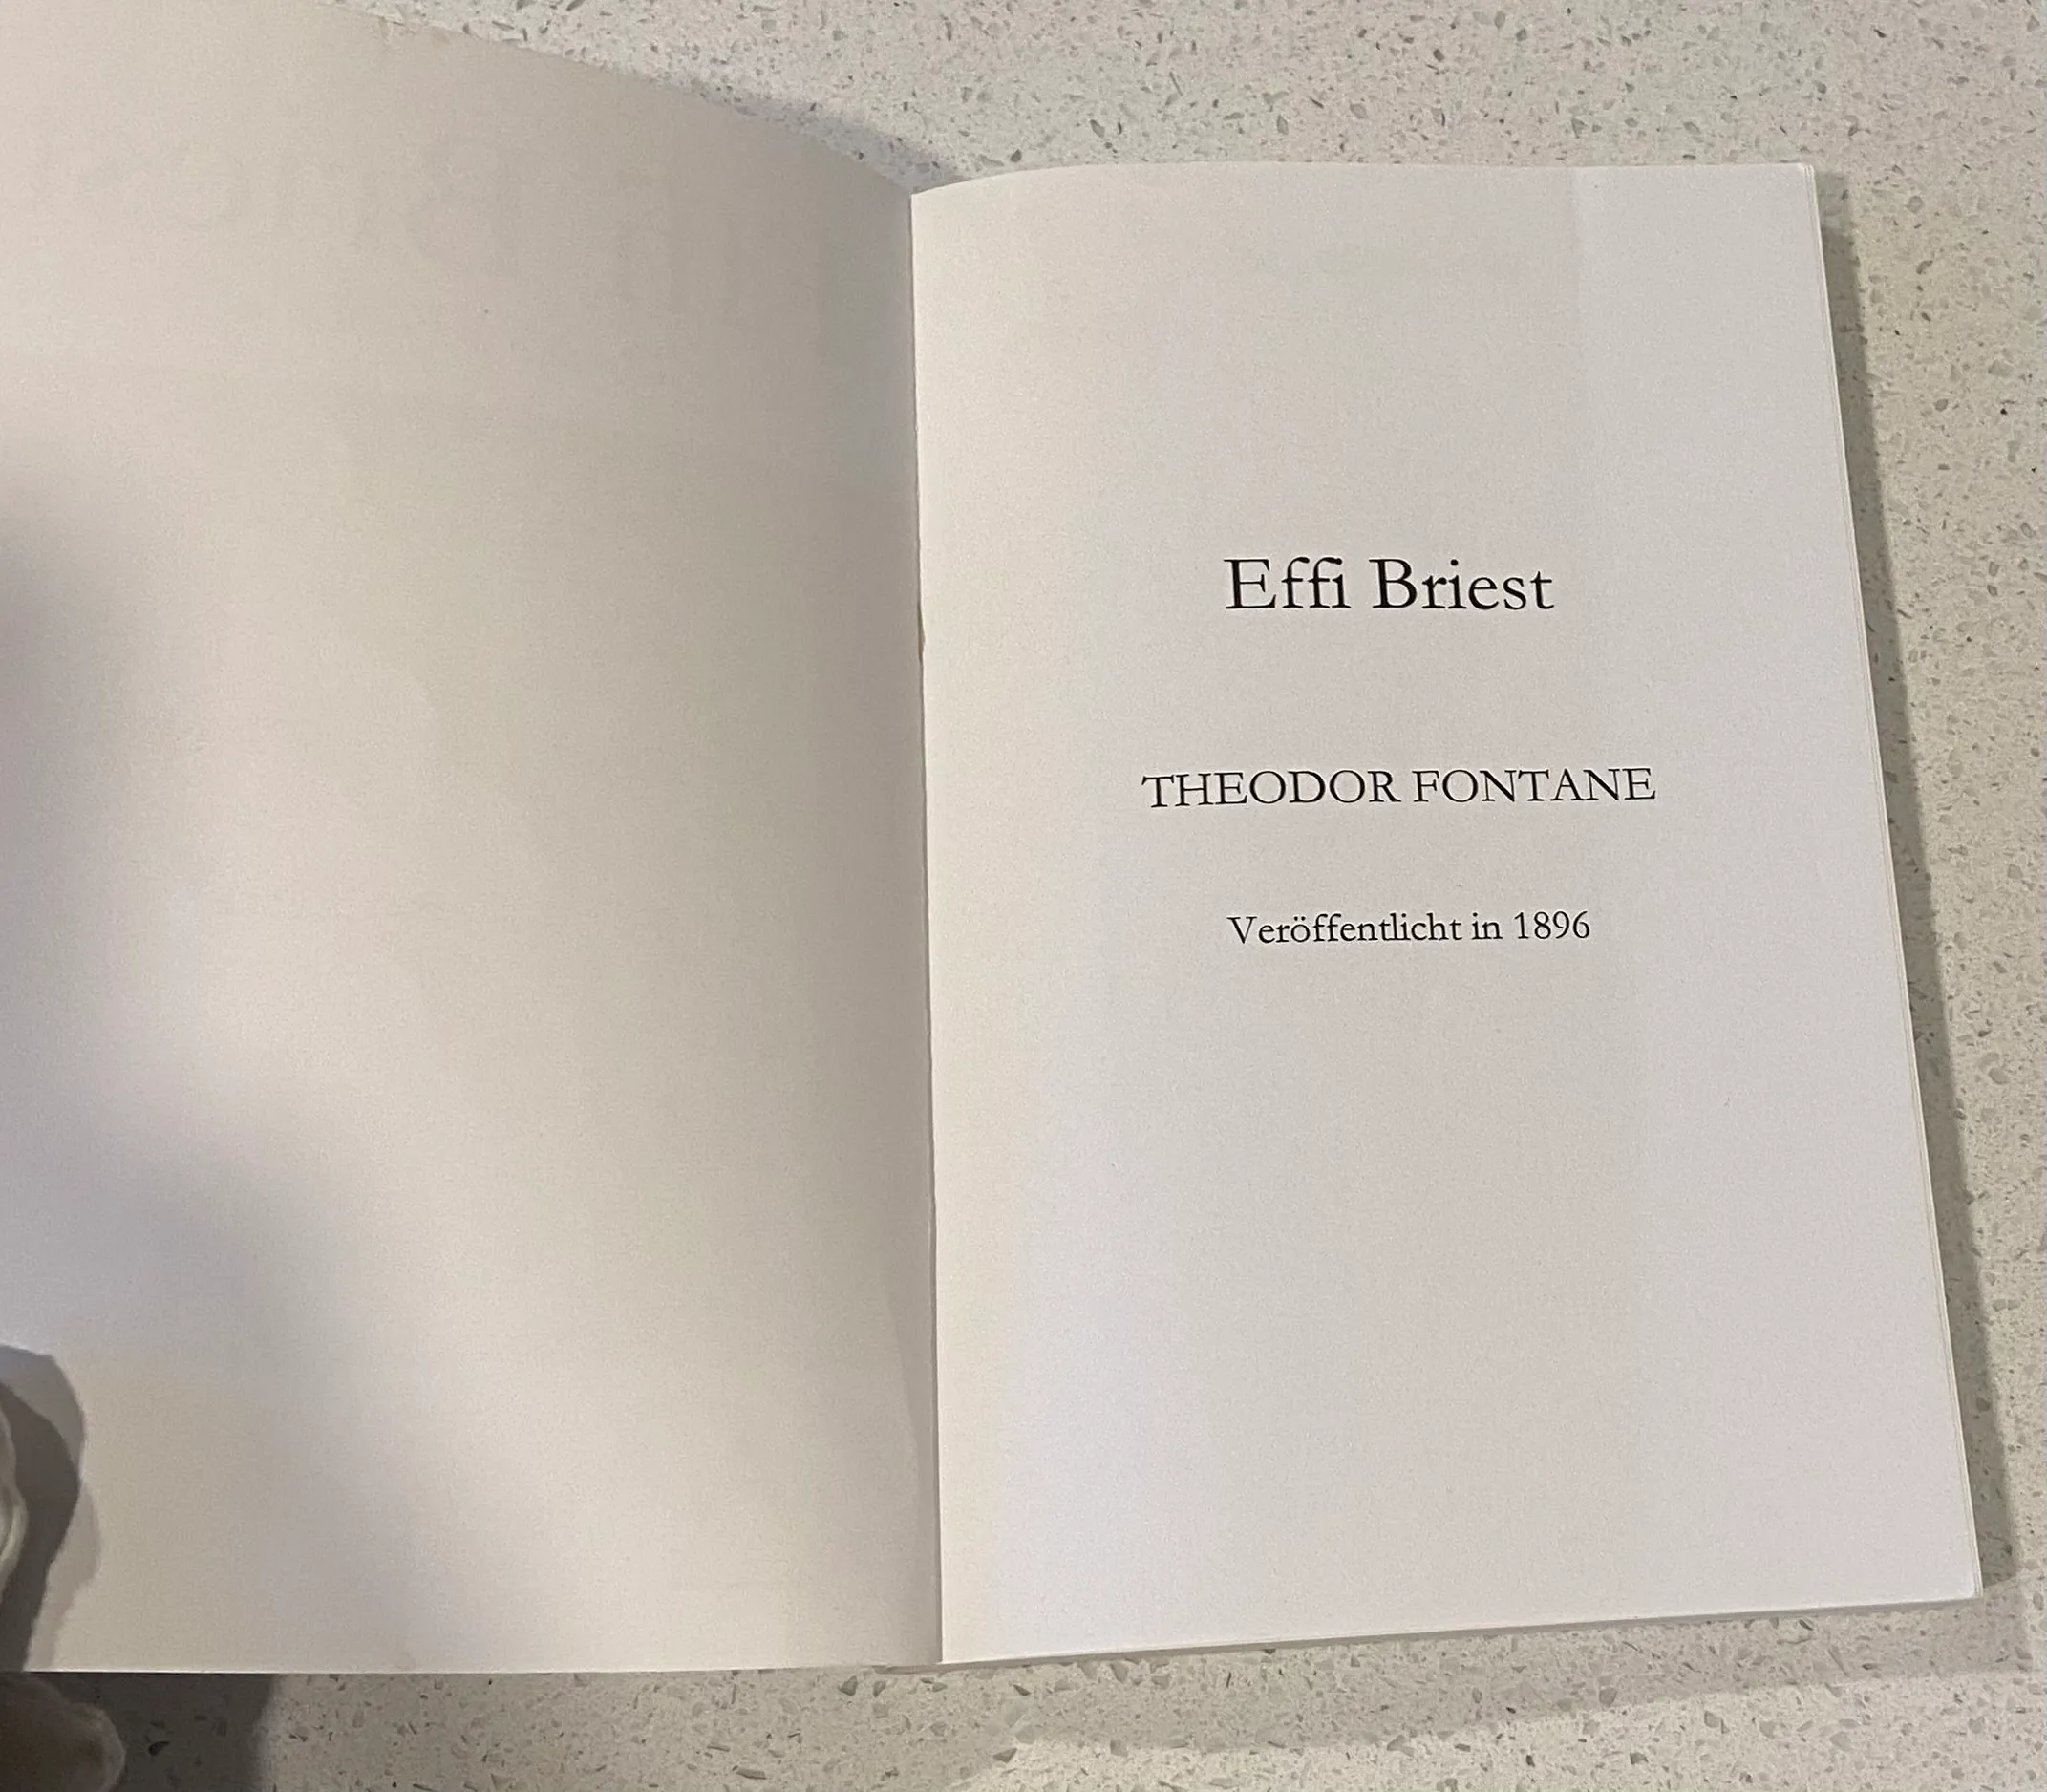 Effi Briest
THEODOR FONTANE
Veröffentlicht in 1896